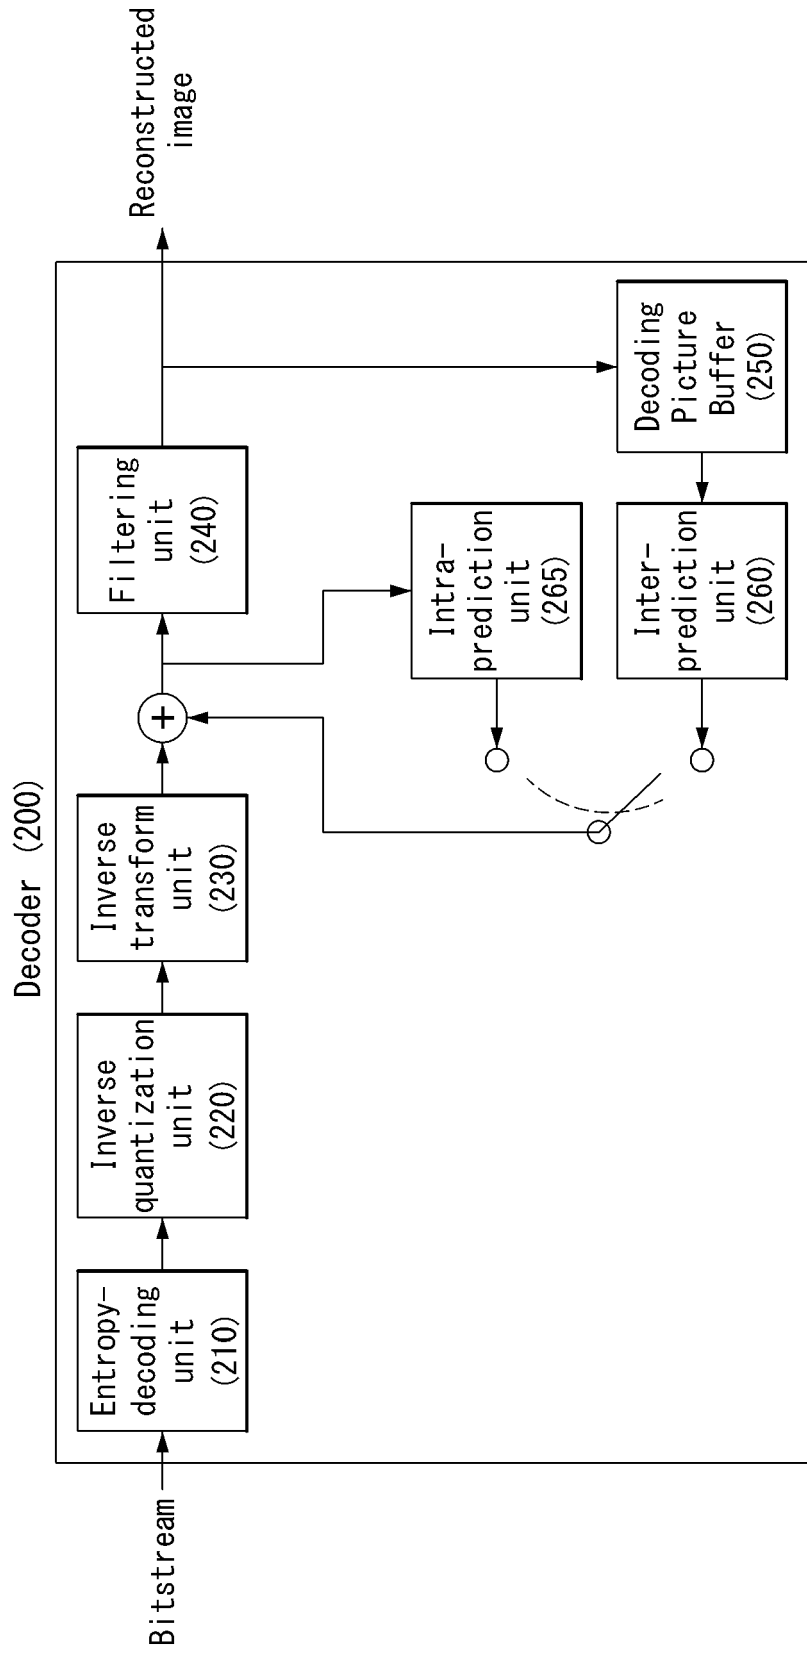 Decoder (200)
Bitstream
Entropy-
decoding
unit
(210)
Inverse
quantization
unit
(220)
Inverse
transform
unit
(230)
+
Filtering
unit
(240)
Reconstructed
image
Intra-
prediction
unit
(265)
Inter-
prediction
unit
(260)
Decoding
Picture
Buffer
(250)